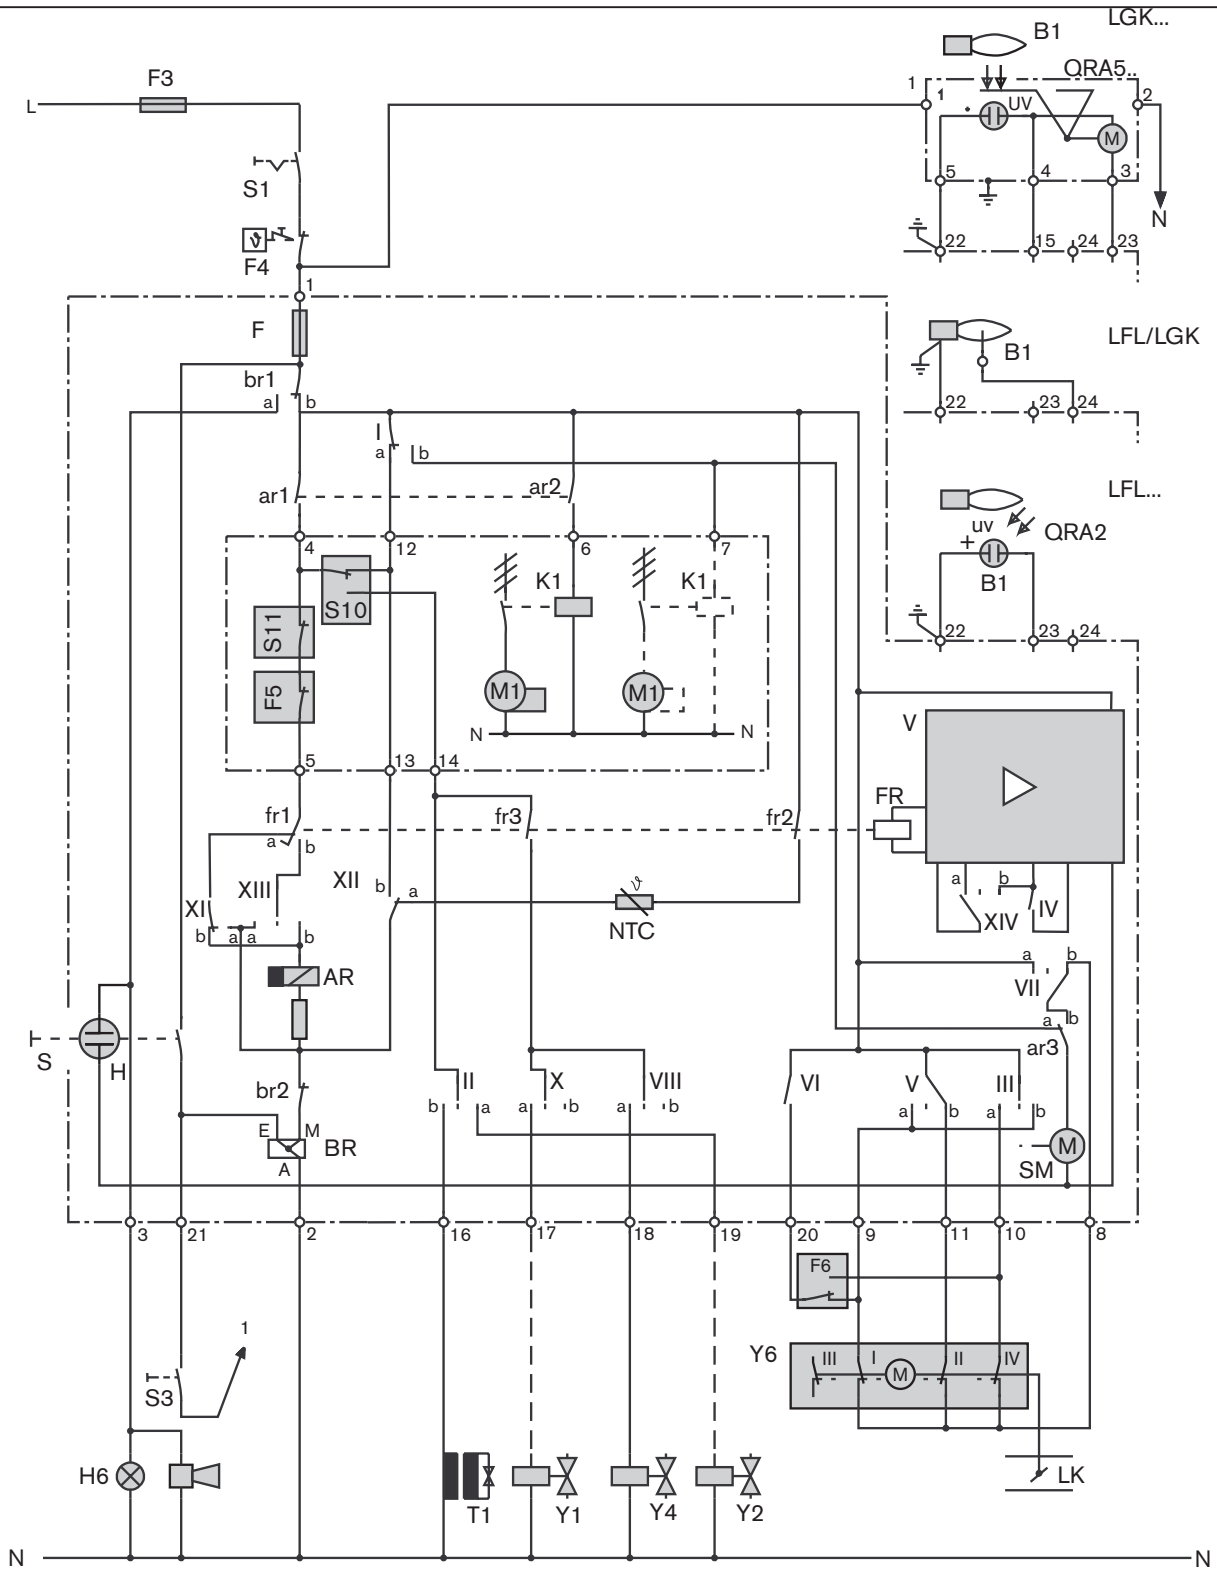 LGK...
B1
F3
QRA5..
L
1
1
UV
2
M
S1
5
4
3
N
F4
22
15
24
23
1
F
B1
LFL/LGK
br1
a
b
22
23
24
I
a
b
ar1
ar2
LFL...
uv
QRA2
+
B1
4
12
6
7
K1
K1
S10
S11
22
23
24
F5
M1
M1
N
N
V
5
13
14
FR
fr1
fr3
fr2
a
b
XII
b
a
ϑ
a
b
XIII
XI
NTC
XIV
IV
b
a
a
b
AR
a
b
VII
S
H
a
b
ar3
br2
II
X
VIII
VI
V
III
b
a
a
b
a
b
a
b
a
b
E
M
BR
A
M
SM
3
21
2
16
17
18
19
20
9
11
10
8
F6
1
Y6
III
I
M
II
IV
S3
H6
T1
Y1
Y4
Y2
LK
N
N